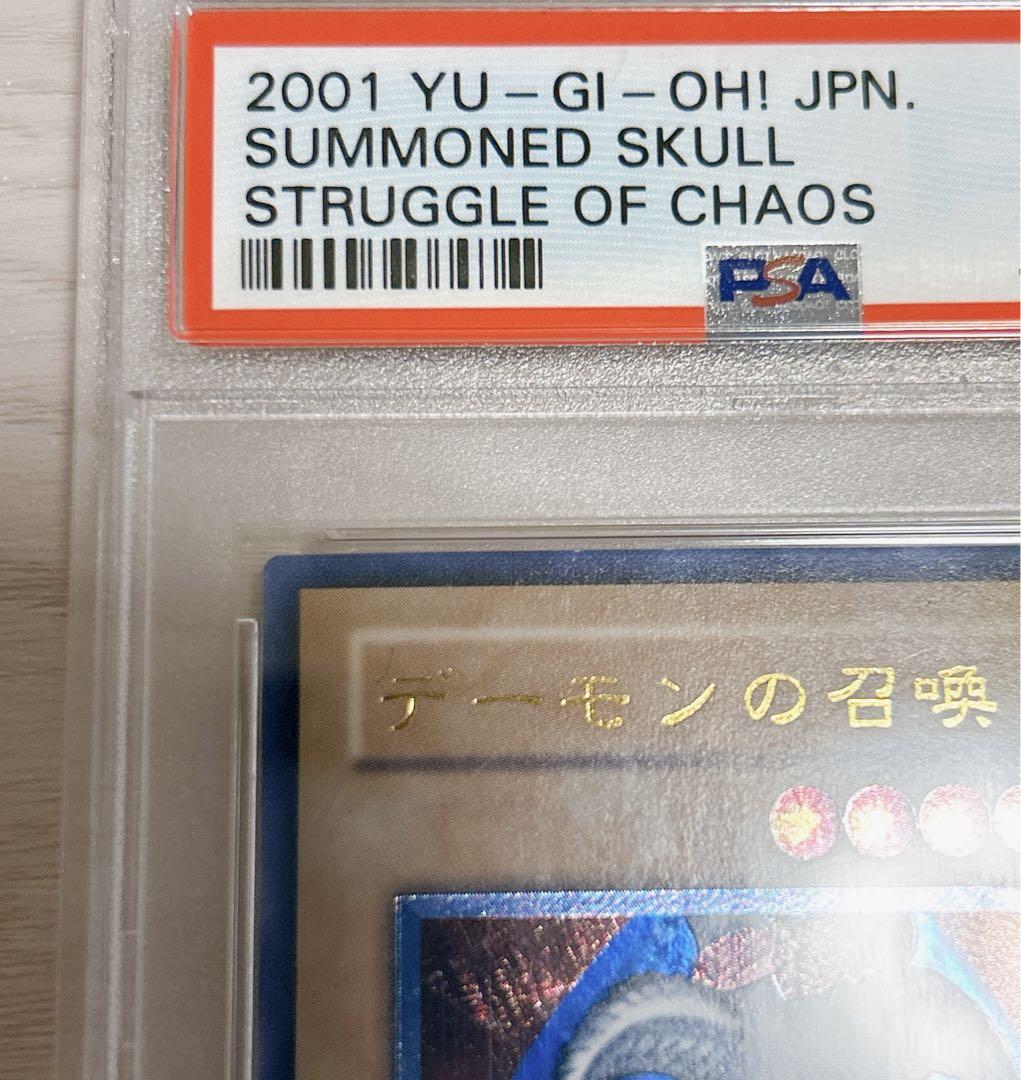 2001 YU-GI-OH! JPN.
SUMMONED SKULL
STRUGGLE OF CHAOS
PSA
デーモンの召喚